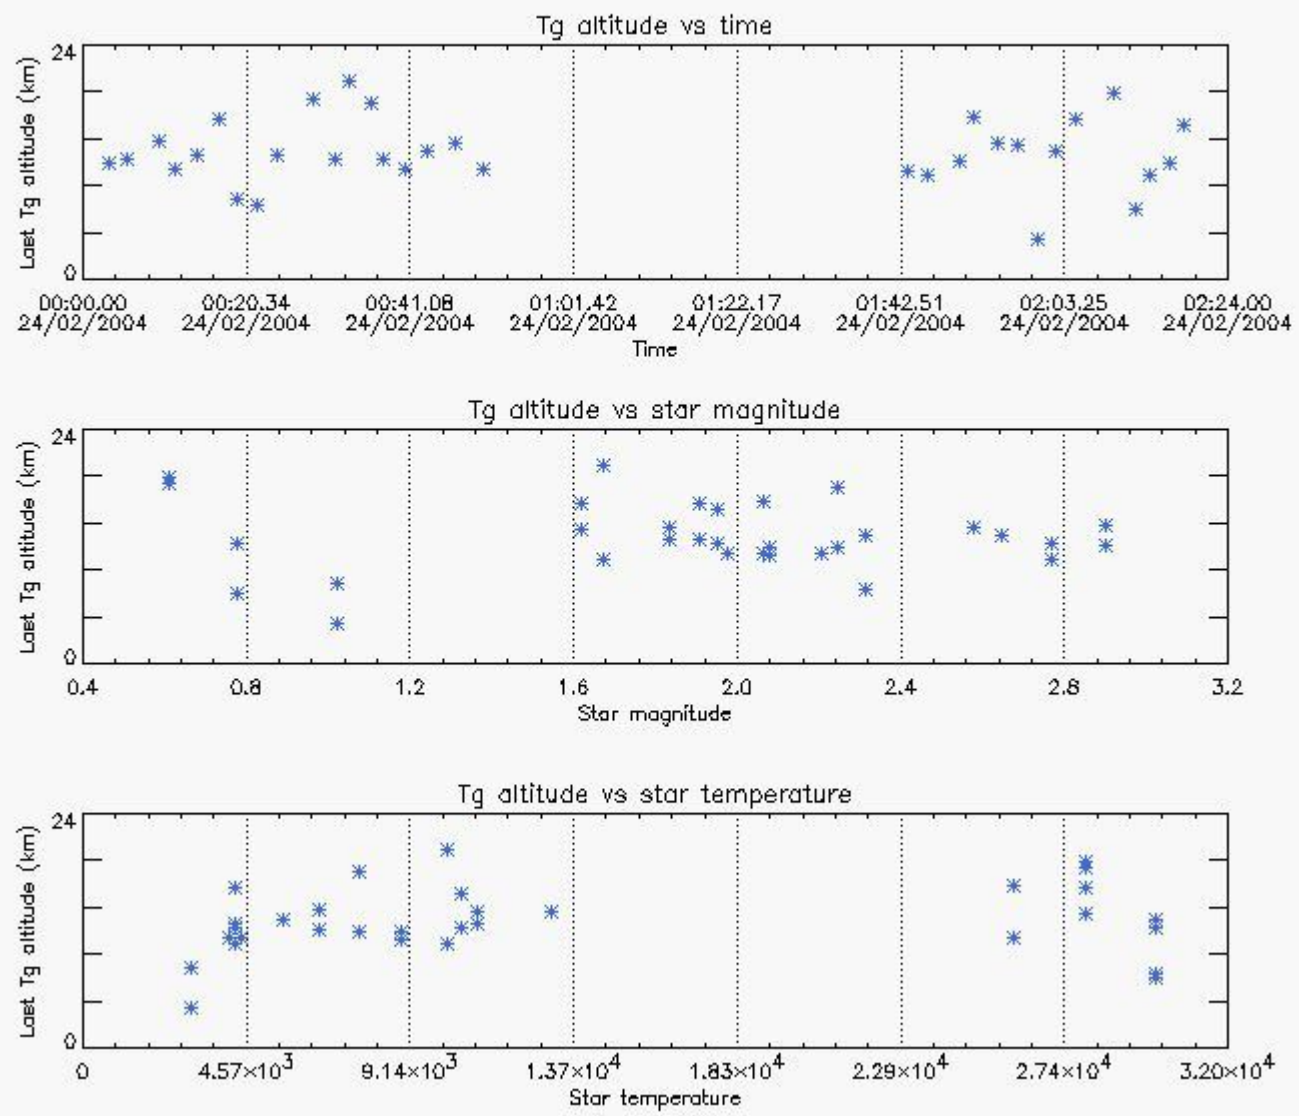 Tg altitude vs time
24
Last Tg altitude (km)
0
00:00.00 00:20.34 00:41.08 01:01.42 01:22.17 01:42.51 02:03.25 02:24.00
24/02/2004 24/02/2004 24/02/2004 24/02/2004 24/02/2004 24/02/2004 24/02/2004 24/02/2004
Time
Tg altitude vs star magnitude
24
Last Tg altitude (km)
0
0.4 0.8 1.2 1.6 2.0 2.4 2.8 3.2
Star magnitude
Tg altitude vs star temperature
24
Last Tg altitude (km)
0
0 4.57×10³ 9.14×10³ 1.37×10⁴ 1.83×10⁴ 2.29×10⁴ 2.74×10⁴ 3.20×10⁴
Star temperature